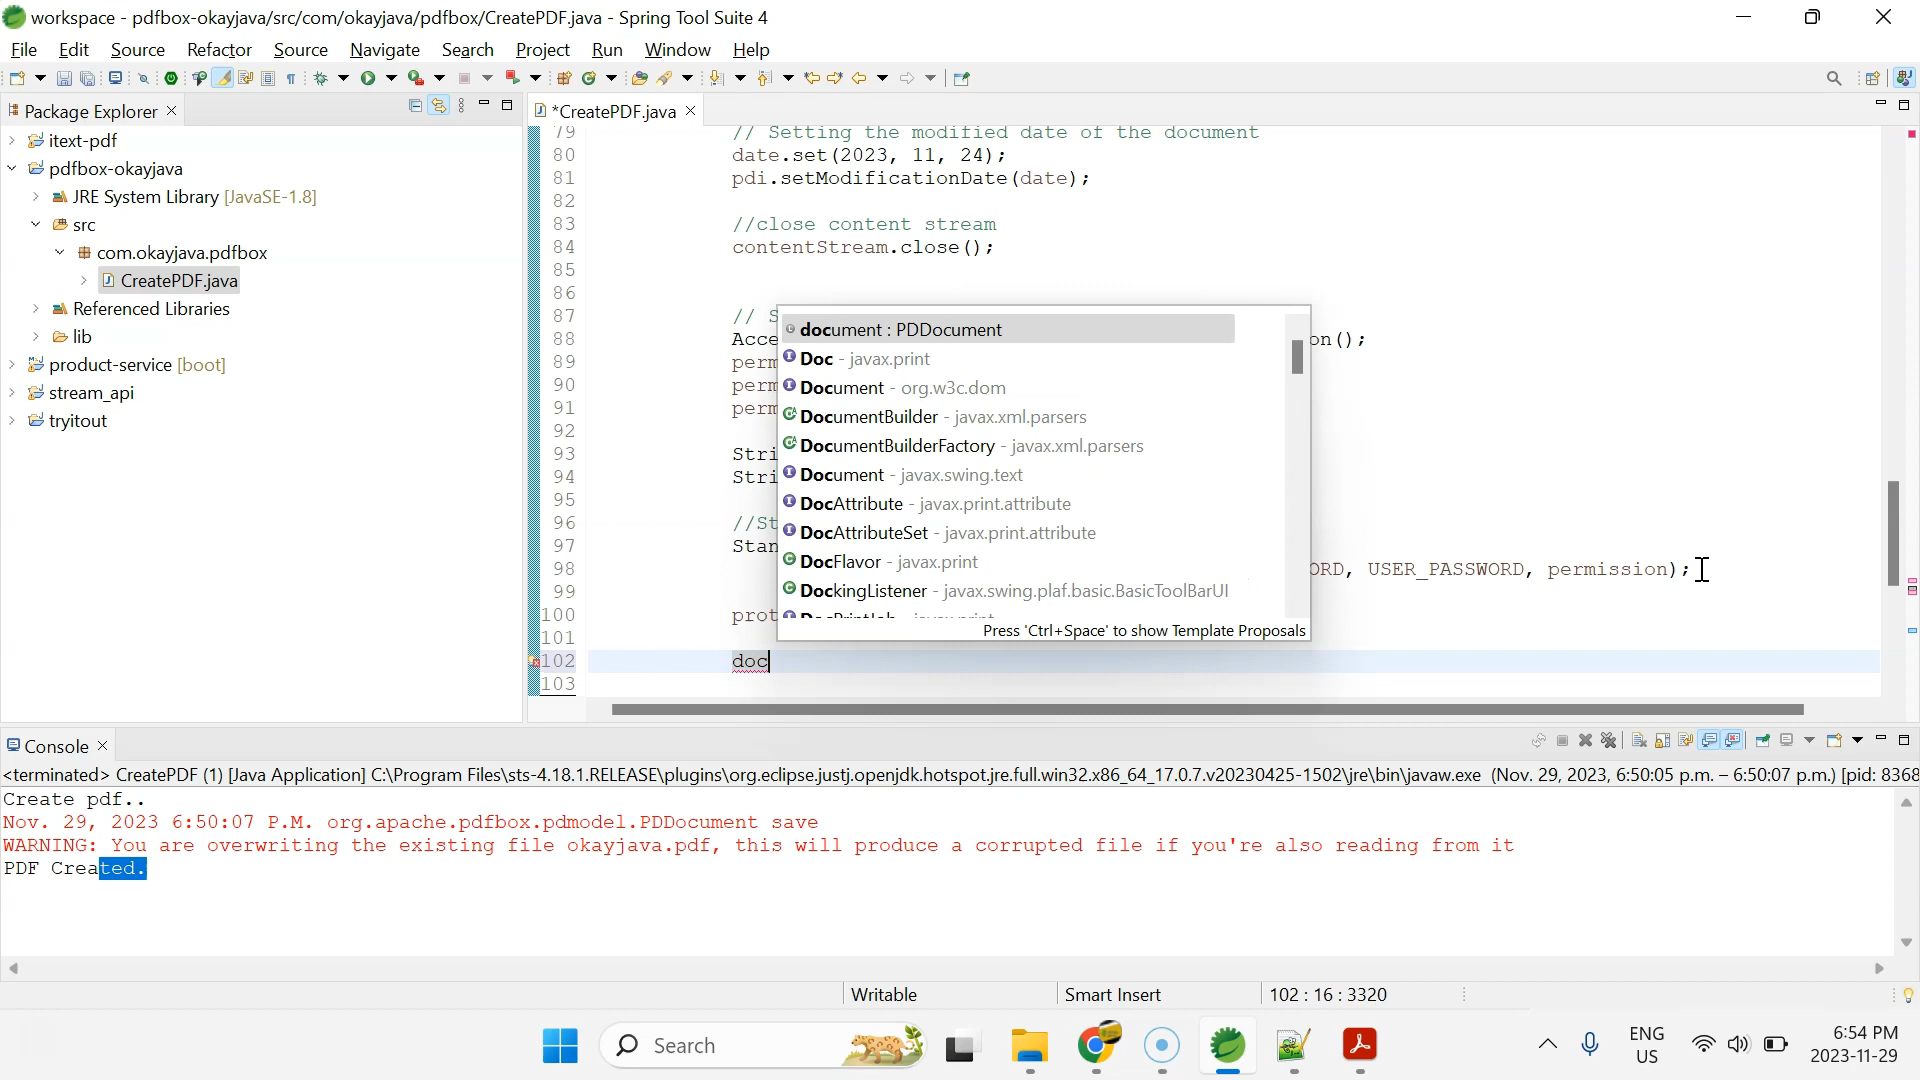 workspace - pdfbox-okayjava/src/com/okayjava/pdfbox/CreatePDF.java - Spring Tool Suite 4
File Edit Source Refactor Source Navigate Search Project Run Window Help
Package Explorer
itext-pdf
pdfbox-okayjava
JRE System Library [JavaSE-1.8]
src
com.okayjava.pdfbox
CreatePDF.java
Referenced Libraries
lib
product-service [boot]
stream_api
tryitout
*CreatePDF.java
79 // Setting the modified date of the document
80 date.set(2023, 11, 24);
81 pdi.setModificationDate(date);
82
83 //close content stream
84 contentStream.close();
85
86
87 // S
88 Acce on();
89 perm
90 perm
91 perm
92
93 Stri
94 Stri
95
96 //St
97 Stan
98 ORD, USER_PASSWORD, permission);
99
100 prot
101
102 doc
103
document : PDDocument
Doc - javax.print
Document - org.w3c.dom
DocumentBuilder - javax.xml.parsers
DocumentBuilderFactory - javax.xml.parsers
Document - javax.swing.text
DocAttribute - javax.print.attribute
DocAttributeSet - javax.print.attribute
DocFlavor - javax.print
DockingListener - javax.swing.plaf.basic.BasicToolBarUI
Press 'Ctrl+Space' to show Template Proposals
Console
<terminated> CreatePDF (1) [Java Application] C:\Program Files\sts-4.18.1.RELEASE\plugins\org.eclipse.justj.openjdk.hotspot.jre.full.win32.x86_64_17.0.7.v20230425-1502\jre\bin\javaw.exe (Nov. 29, 2023, 6:50:05 p.m. – 6:50:07 p.m.) [pid: 8368
Create pdf..
Nov. 29, 2023 6:50:07 P.M. org.apache.pdfbox.pdmodel.PDDocument save
WARNING: You are overwriting the existing file okayjava.pdf, this will produce a corrupted file if you're also reading from it
PDF Created.
Writable Smart Insert 102 : 16 : 3320
Search
ENG
US
6:54 PM
2023-11-29